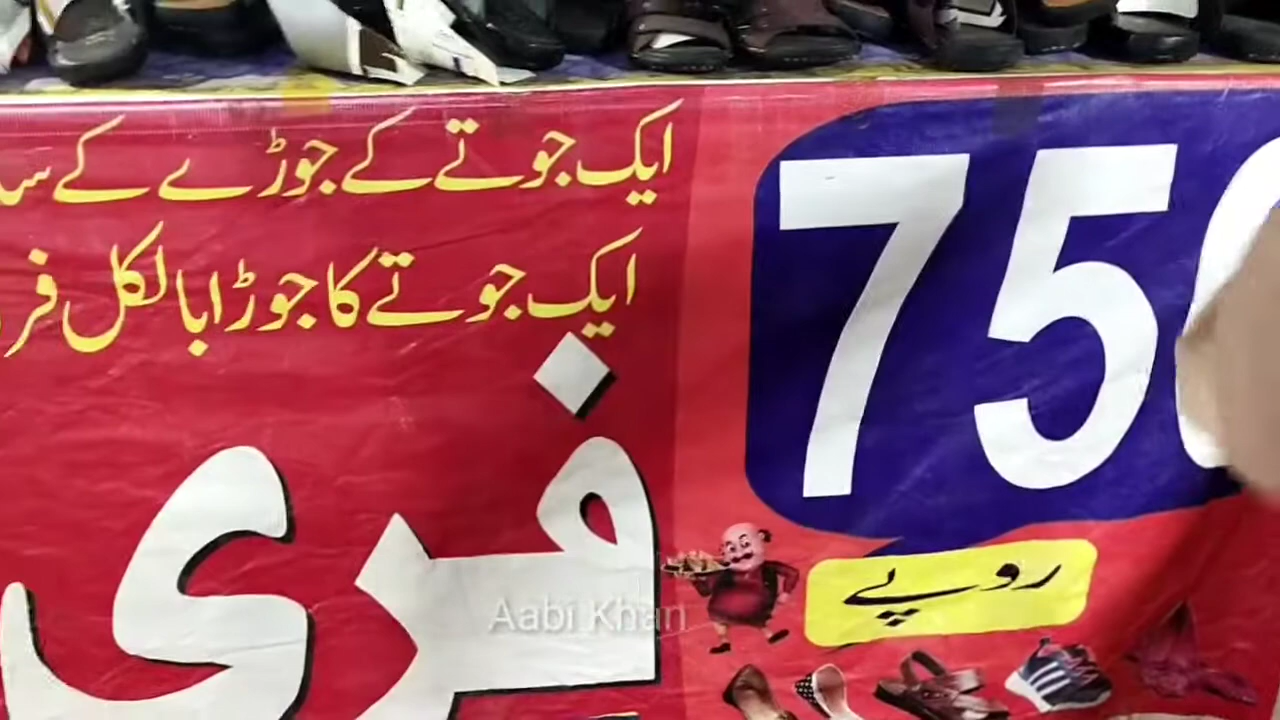 ایک جوتے کے جوڑے کے
ایک جوتے کا جوڑا بالکل
فری
75
روپے
Aabi Khan